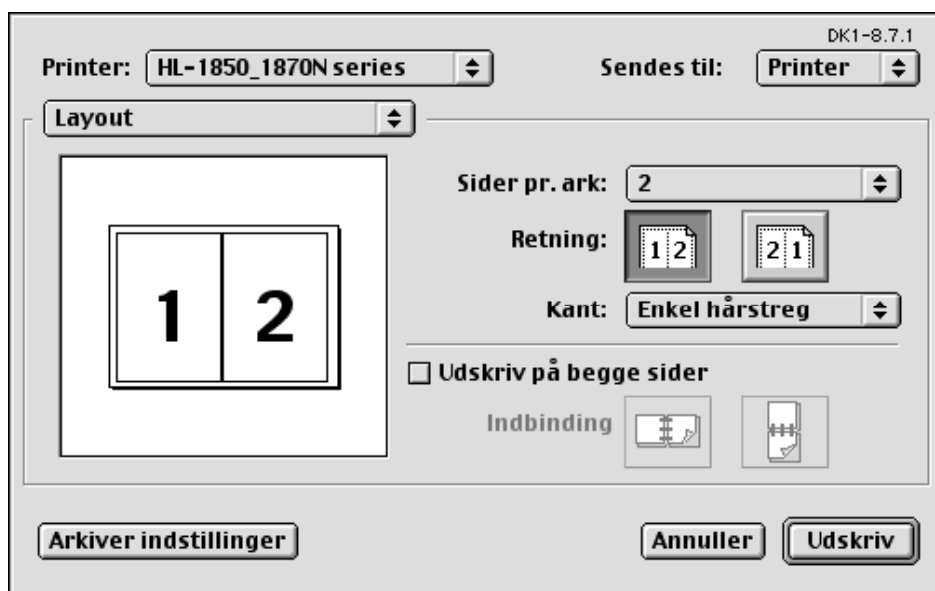 DK1-8.7.1
Printer: HL-1850_1870N series Sendes til: Printer
Layout
Sider pr. ark: 2
Retning: 1 2 2 1
1 2
Kant: Enkel hårstreg
Udskriv på begge sider
Indbinding
Arkiver indstillinger Annuller Udskriv